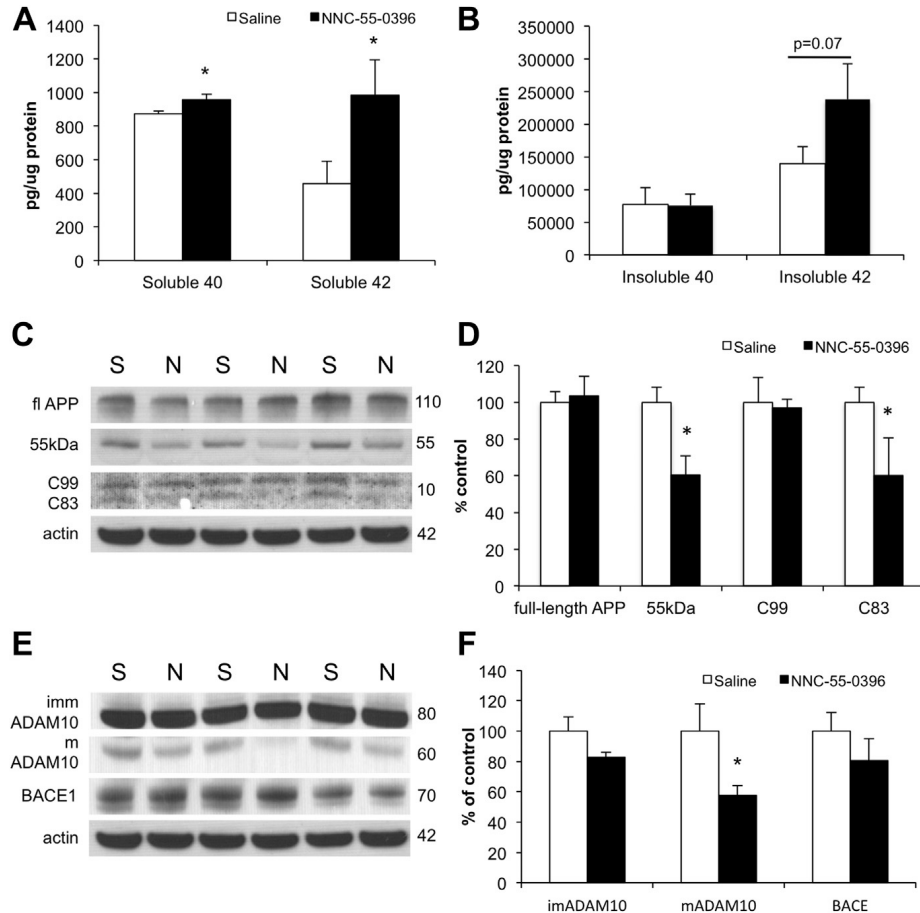 A
Saline NNC-55-0396
1400
1200
1000
800
600
400
200
0
pg/ug protein
*
*
Soluble 40 Soluble 42
B
350000
300000
250000
200000
150000
100000
50000
0
pg/ug protein
p=0.07
Insoluble 40 Insoluble 42
C
S N S N S N
fl APP 110
55kDa 55
C99
C83
10
actin 42
D
Saline NNC-55-0396
120
100
80
60
40
20
0
% control
*
*
full-length APP 55kDa C99 C83
E
S N S N S N
imm
ADAM10
80
m
ADAM10
60
BACE1 70
actin 42
F
Saline NNC-55-0396
140
120
100
80
60
40
20
0
% of control
*
imADAM10 mADAM10 BACE